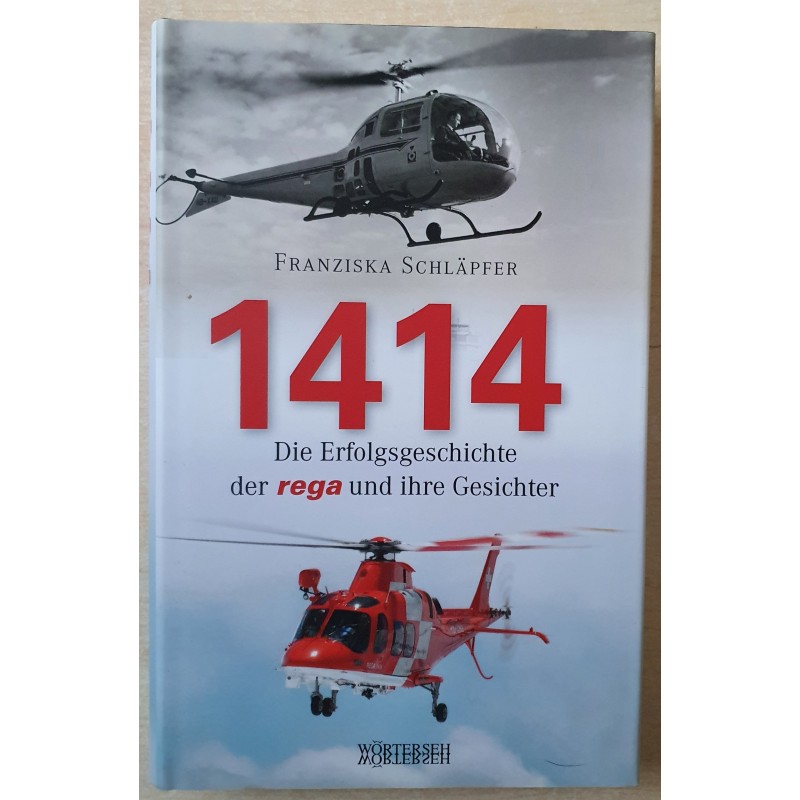 FRANZISKA SCHLÄPFER
1414
Die Erfolgsgeschichte
der rega und ihre Gesichter
WÖRTERSEH